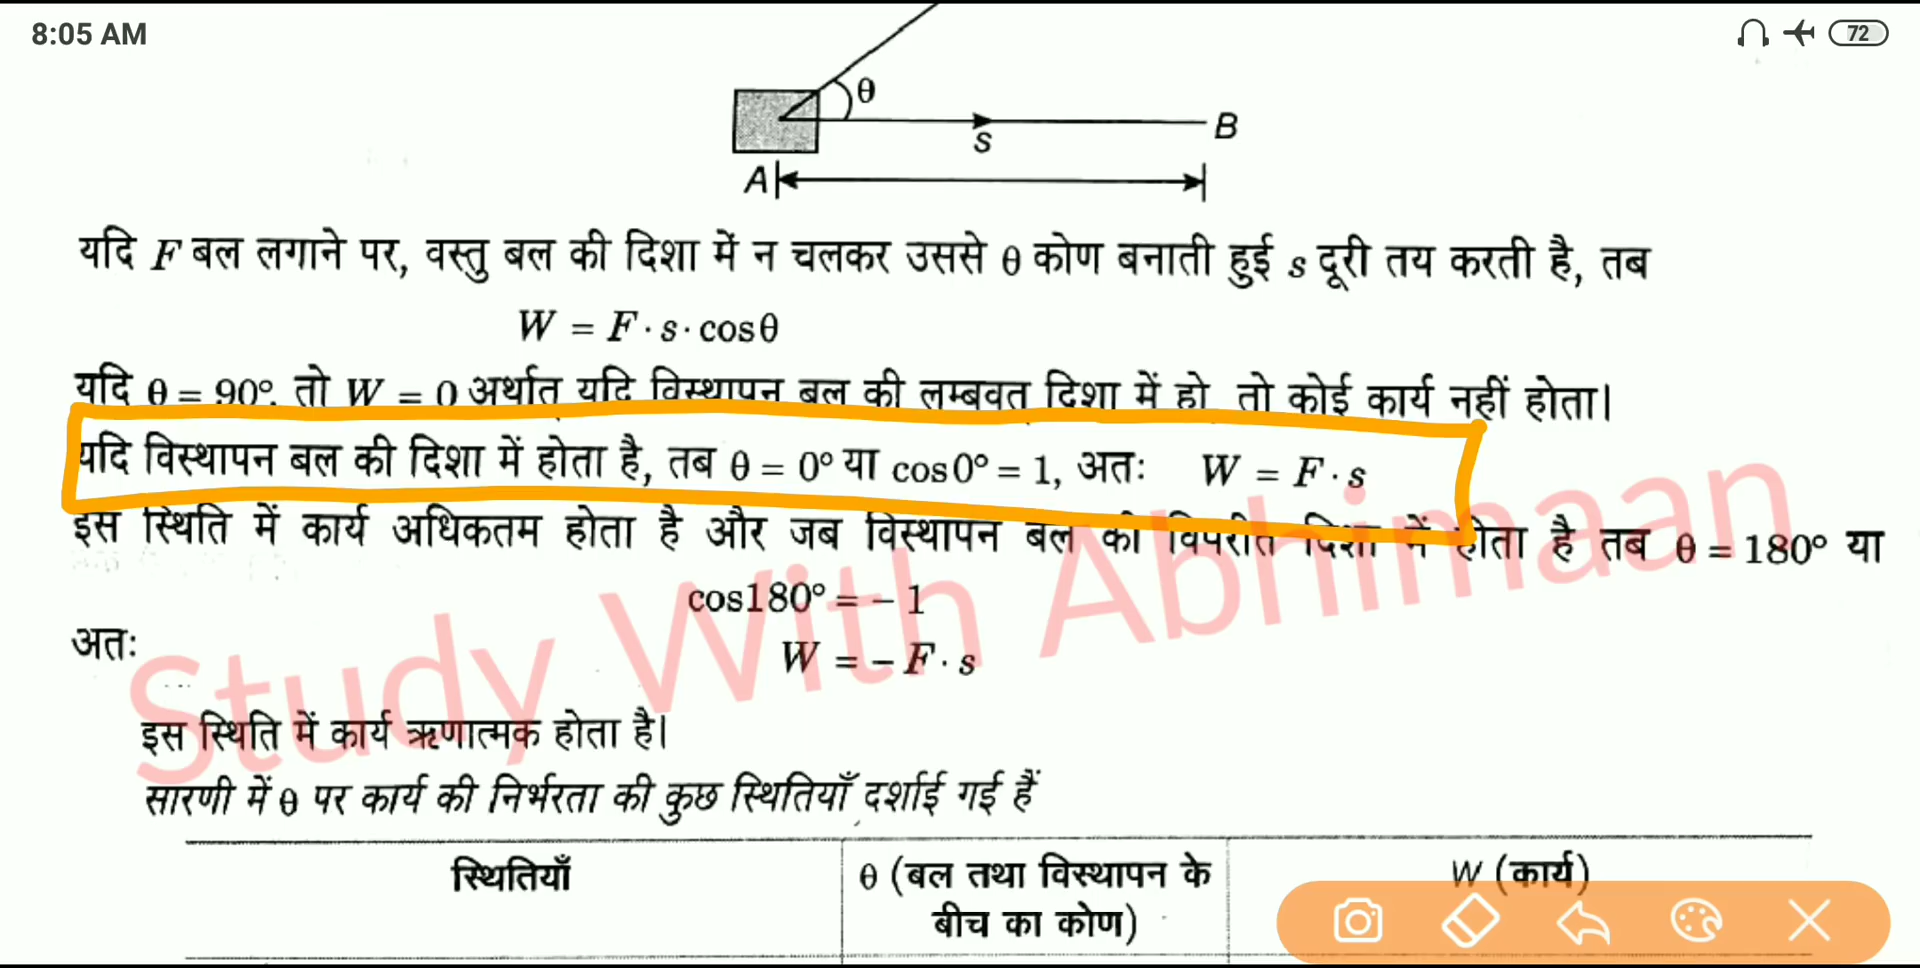 8:05 AM
72
θ
S
B
A
यदि F बल लगाने पर, वस्तु बल की दिशा में न चलकर उससे θ कोण बनाती हुई s दूरी तय करती है, तब
W = F · s · cosθ
यदि θ = 90°, तो W = 0 अर्थात् यदि विस्थापन बल की लम्बवत् दिशा में हो, तो कोई कार्य नहीं होता।
यदि विस्थापन बल की दिशा में होता है, तब θ = 0° या cos0° = 1, अतः W = F · s
इस स्थिति में कार्य अधिकतम होता है और जब विस्थापन बल की विपरीत दिशा में होता है तब θ = 180° या
cos180° = – 1
अतः
W = – F · s
Study With Abhimaan
इस स्थिति में कार्य ऋणात्मक होता है।
सारणी में θ पर कार्य की निर्भरता की कुछ स्थितियाँ दर्शाई गई हैं
स्थितियाँ
θ (बल तथा विस्थापन के
बीच का कोण)
W (कार्य)